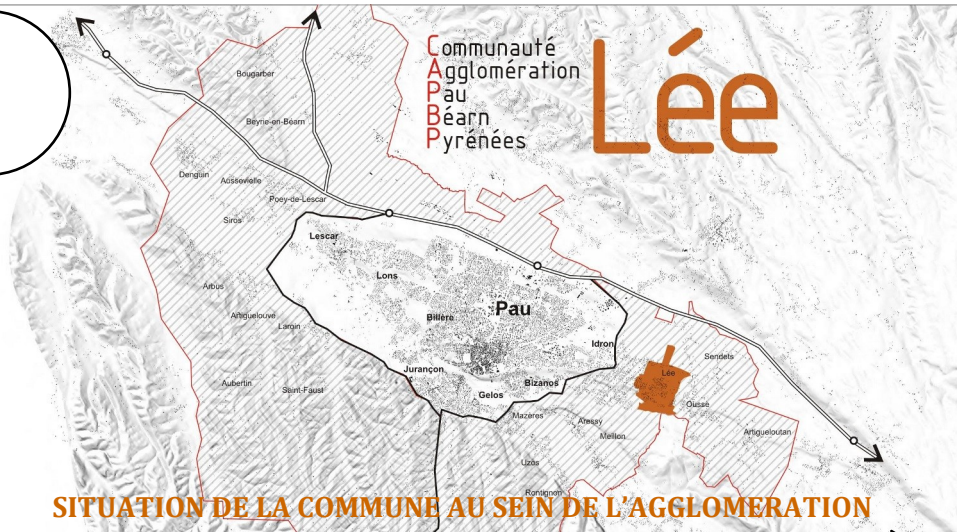 Communauté
Agglomération
Pau
Béarn
Pyrénées
Lée
Bougarber
Beyrie-en-Béarn
Denguin
Aussevielle
Poey-de-Lescar
Siros
Lescar
Lons
Arbus
Artiguelouve
Laroin
Billère
Pau
Idron
Sendets
Lée
Jurançon
Aubertin
Saint-Faust
Bizanos
Gelos
Ousse
Mazères
Aressy
Meillon
Artigueloutan
Uzos
Rontignon
SITUATION DE LA COMMUNE AU SEIN DE L'AGGLOMERATION